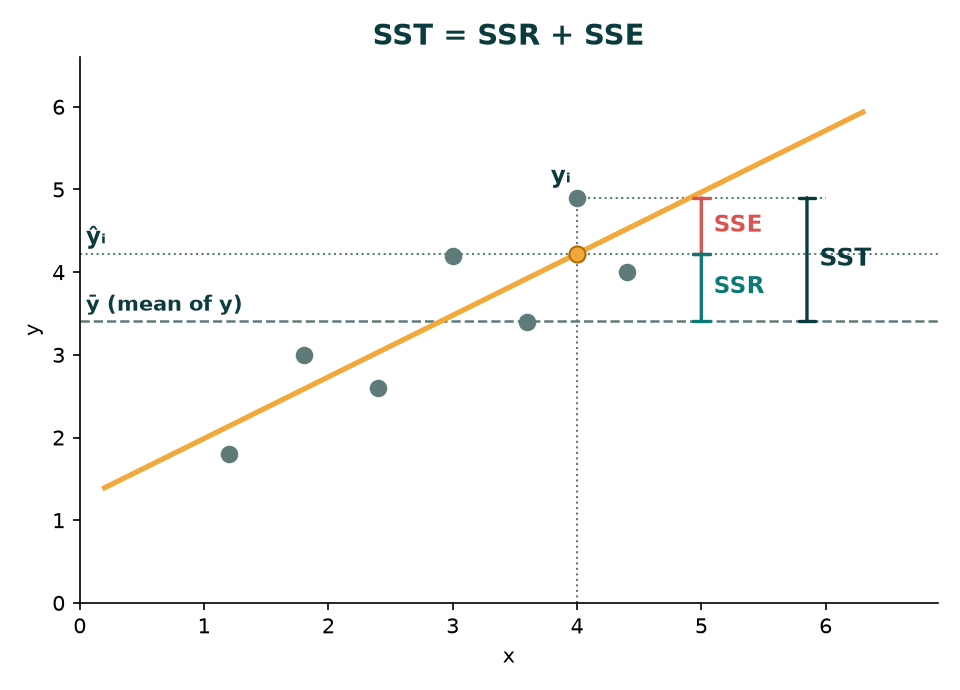 SST = SSR + SSE
6
5
4
3
2
1
0
y
yᵢ
ŷᵢ
SSE
SST
SSR
ȳ (mean of y)
0 1 2 3 4 5 6
x